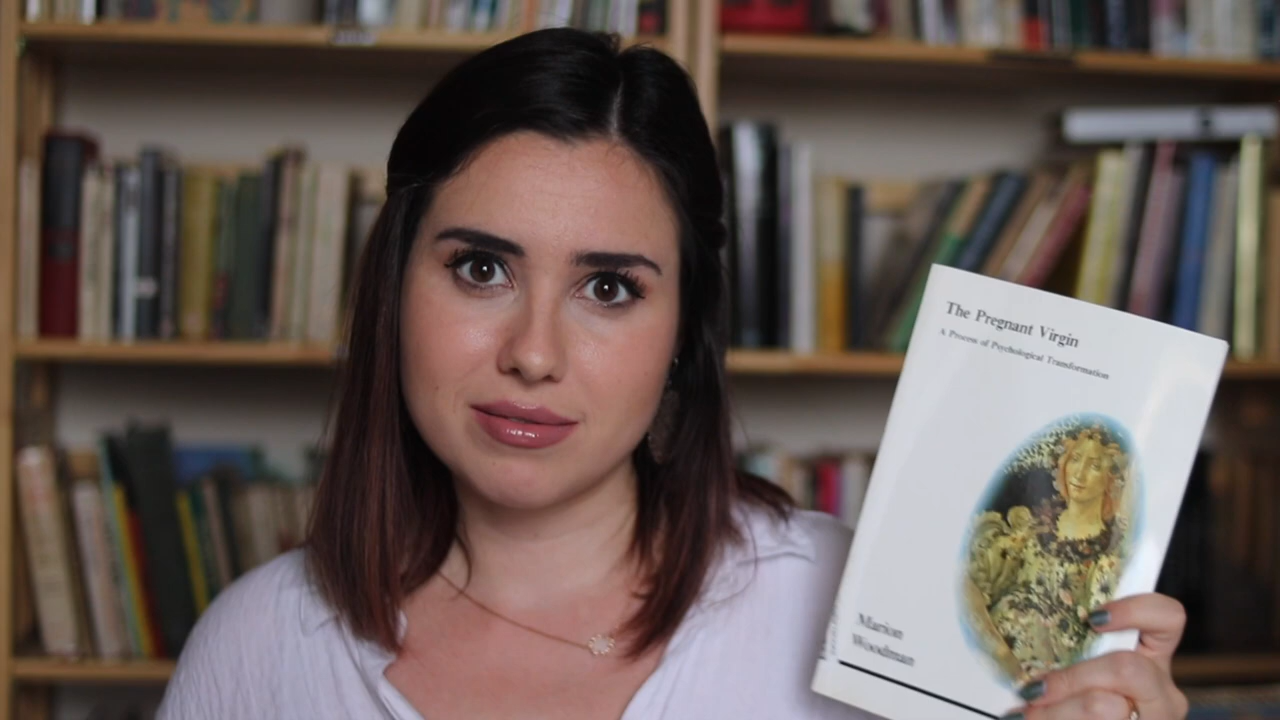 The Pregnant Virgin
A Process of Psychological Transformation
Marion
Woodman